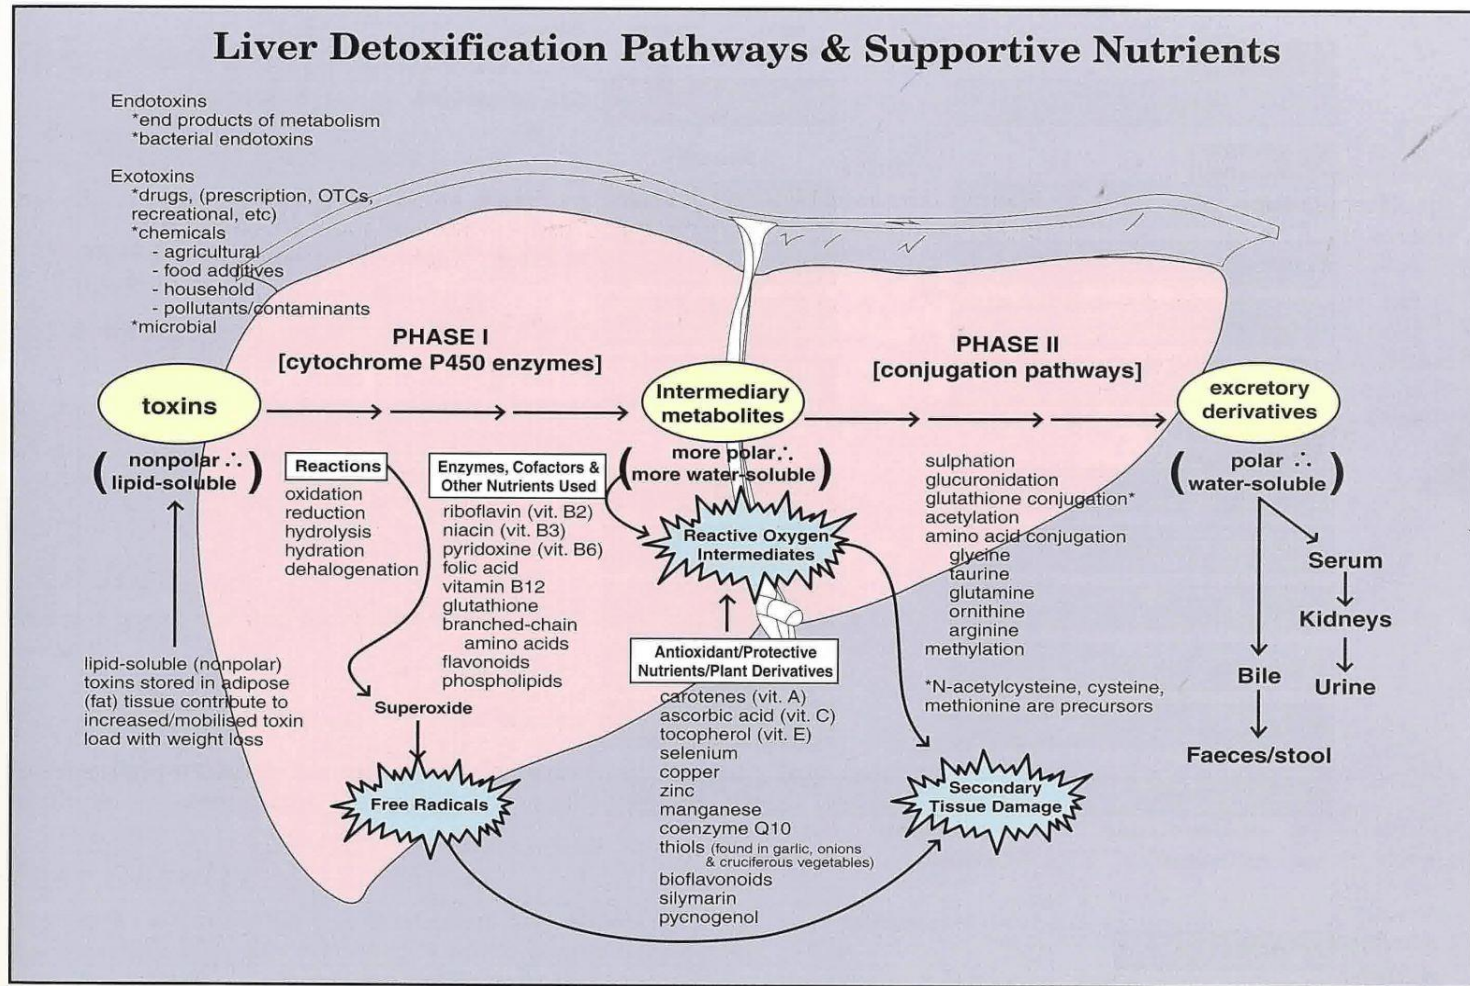 Liver Detoxification Pathways & Supportive Nutrients
Endotoxins
*end products of metabolism
*bacterial endotoxins
Exotoxins
*drugs, (prescription, OTCs,
recreational, etc)
*chemicals
- agricultural
- food additives
- household
- pollutants/contaminants
*microbial
PHASE I
[cytochrome P450 enzymes]
PHASE II
[conjugation pathways]
toxins
(nonpolar ∴
lipid-soluble)
Intermediary
metabolites
(more polar ∴
more water-soluble)
excretory
derivatives
(polar ∴
water-soluble)
Reactions
oxidation
reduction
hydrolysis
hydration
dehalogenation
Enzymes, Cofactors &
Other Nutrients Used
riboflavin (vit. B2)
niacin (vit. B3)
pyridoxine (vit. B6)
folic acid
vitamin B12
glutathione
branched-chain
amino acids
flavonoids
phospholipids
Reactive Oxygen
Intermediates
sulphation
glucuronidation
glutathione conjugation*
acetylation
amino acid conjugation
glycine
taurine
glutamine
ornithine
arginine
methylation
*N-acetylcysteine, cysteine,
methionine are precursors
Serum
Kidneys
Urine
Bile
Faeces/stool
lipid-soluble (nonpolar)
toxins stored in adipose
(fat) tissue contribute to
increased/mobilised toxin
load with weight loss
Superoxide
Free Radicals
Antioxidant/Protective
Nutrients/Plant Derivatives
carotenes (vit. A)
ascorbic acid (vit. C)
tocopherol (vit. E)
selenium
copper
zinc
manganese
coenzyme Q10
thiols (found in garlic, onions
& cruciferous vegetables)
bioflavonoids
silymarin
pycnogenol
Secondary
Tissue Damage